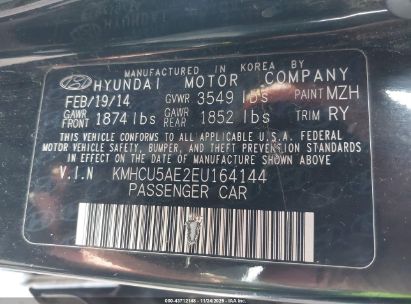 MANUFACTURED IN KOREA BY
HYUNDAI MOTOR COMPANY
FEB/19/14 GVWR 3549 lbs PAINT MZH
GAWR FRONT 1874 lbs GAWR REAR 1852 lbs TRIM RY
THIS VEHICLE CONFORMS TO ALL APPLICABLE U.S.A. FEDERAL
MOTOR VEHICLE SAFETY, BUMPER, AND THEFT PREVENTION STANDARDS
IN EFFECT ON THE DATE OF MANUFACTURE SHOWN ABOVE.
V.I.N KMHCU5AE2EU164144
PASSENGER CAR